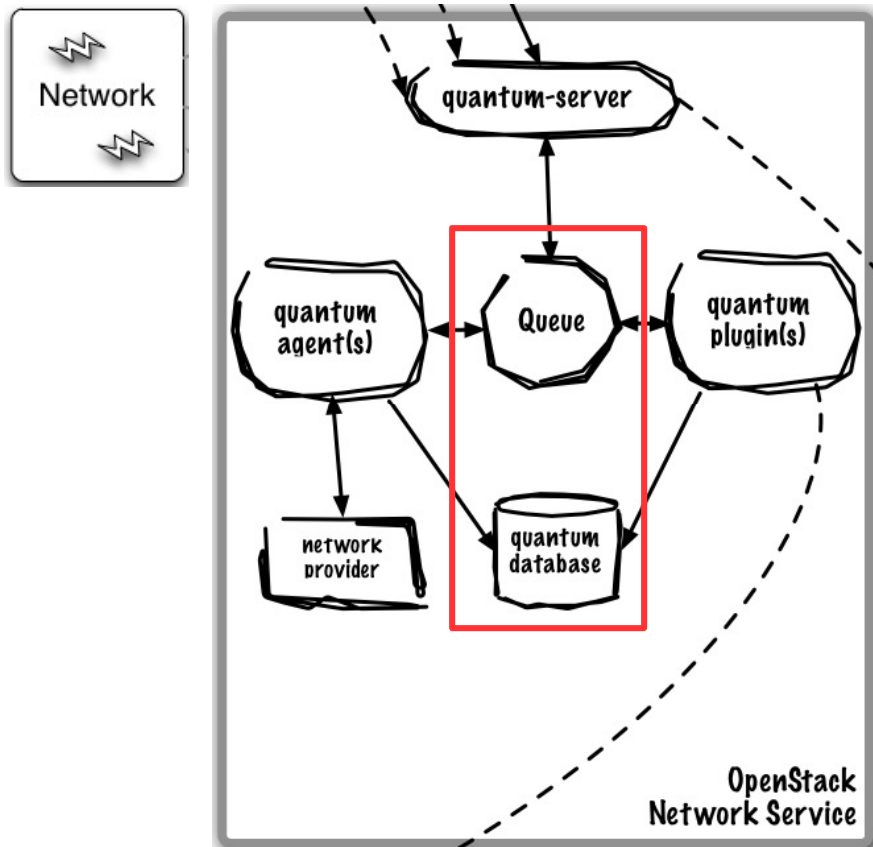 Network
quantum-server
quantum
agent(s)
Queue
quantum
plugin(s)
network
provider
quantum
database
OpenStack
Network Service